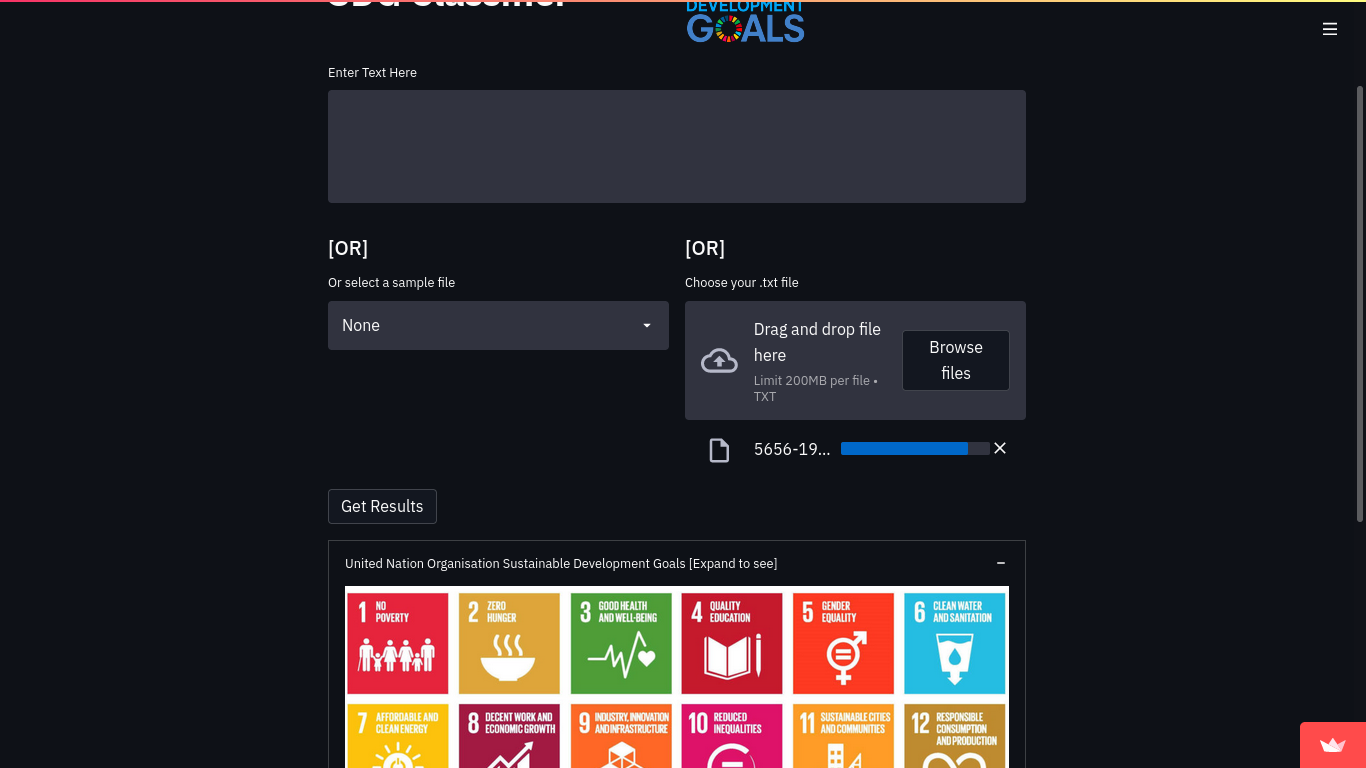 SDG Classifier
DEVELOPMENT
GOALS
Enter Text Here
[OR]
Or select a sample file
None
[OR]
Choose your .txt file
Drag and drop file
here
Limit 200MB per file •
TXT
Browse
files
5656-19...
Get Results
United Nation Organisation Sustainable Development Goals [Expand to see]
1 NO
POVERTY
2 ZERO
HUNGER
3 GOOD HEALTH
AND WELL-BEING
4 QUALITY
EDUCATION
5 GENDER
EQUALITY
6 CLEAN WATER
AND SANITATION
7 AFFORDABLE AND
CLEAN ENERGY
8 DECENT WORK AND
ECONOMIC GROWTH
9 INDUSTRY, INNOVATION
AND INFRASTRUCTURE
10 REDUCED
INEQUALITIES
11 SUSTAINABLE CITIES
AND COMMUNITIES
12 RESPONSIBLE
CONSUMPTION
AND PRODUCTION